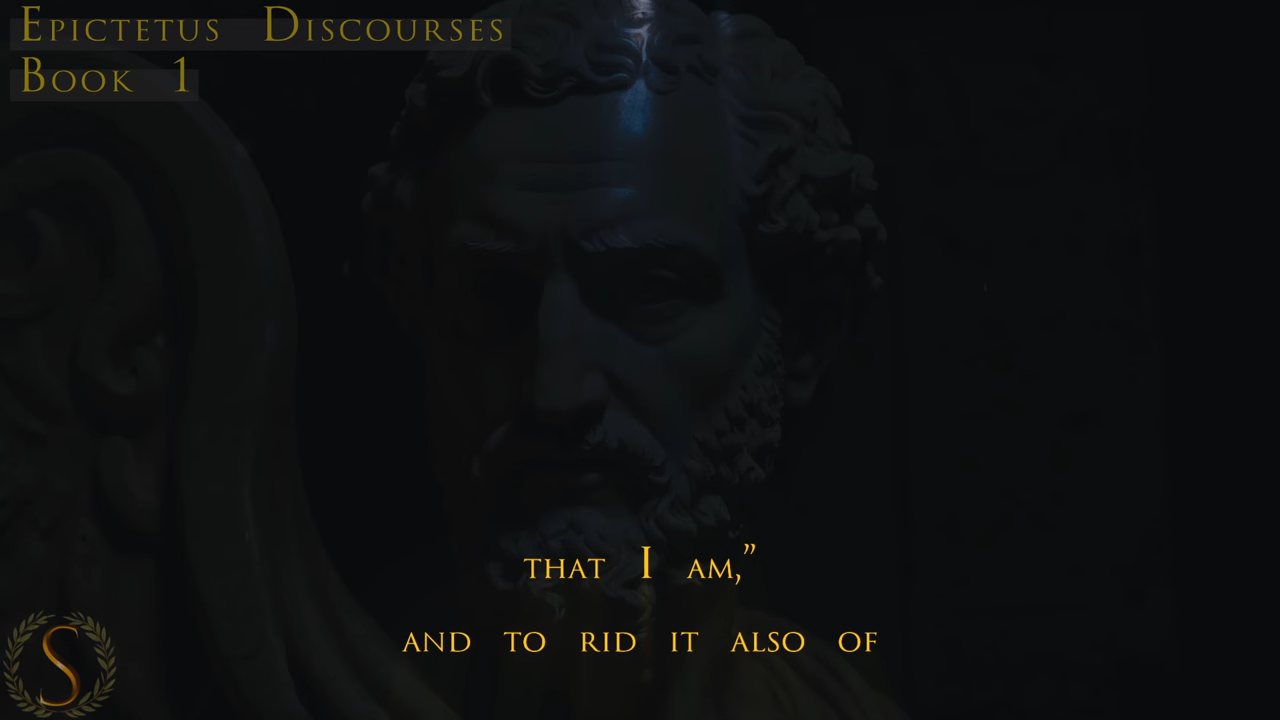 Epictetus Discourses
Book 1
that I am,”
and to rid it also of
S